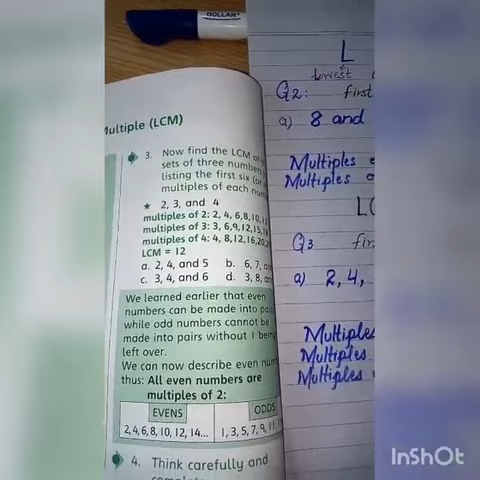 DOLLAR
Multiple (LCM)
3. Now find the LCM of
sets of three numbers
listing the first six (or
multiples of each
★ 2, 3, and 4
multiples of 2: 2, 4, 6, 8, 10, 12
multiples of 3: 3, 6, 9, 12, 15, 18
multiples of 4: 4, 8, 12, 16, 20,
LCM = 12
a. 2, 4, and 5 b. 6, 7,
c. 3, 4, and 6 d. 3, 8,
We learned earlier that even
numbers can be made into
while odd numbers cannot be
made into pairs without 1 being
left over.
We can now describe even
thus: All even numbers are
multiples of 2:
EVENS ODDS
2, 4, 6, 8, 10, 12, 14... 1, 3, 5, 7, 9, 11,
4. Think carefully and
L
lowest
Q2: first
a) 8 and
Multiples
Multiples
Q3
a) 2, 4,
Multiples
Multiples
Multiples
InShOt